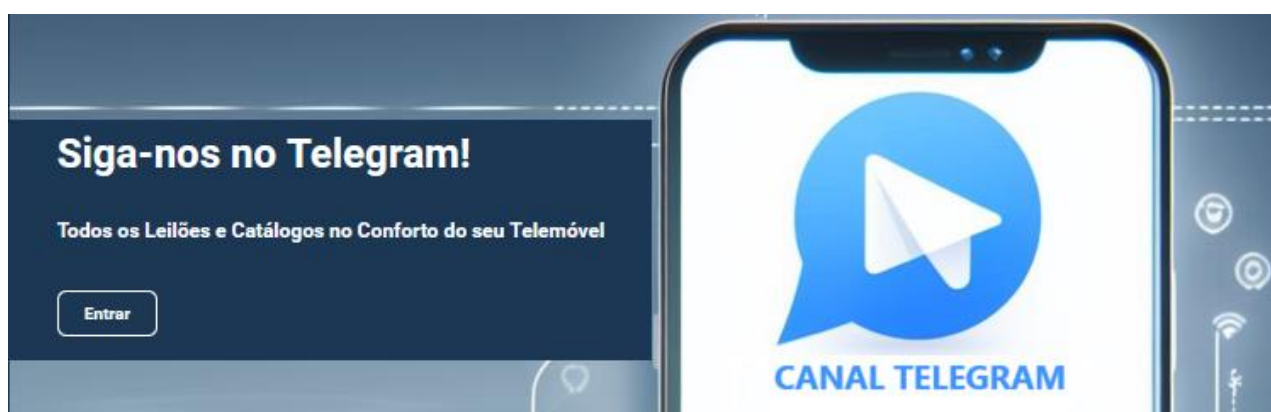 Siga-nos no Telegram!
Todos os Leilões e Catálogos no Conforto do seu Telemóvel
Entrar
CANAL TELEGRAM